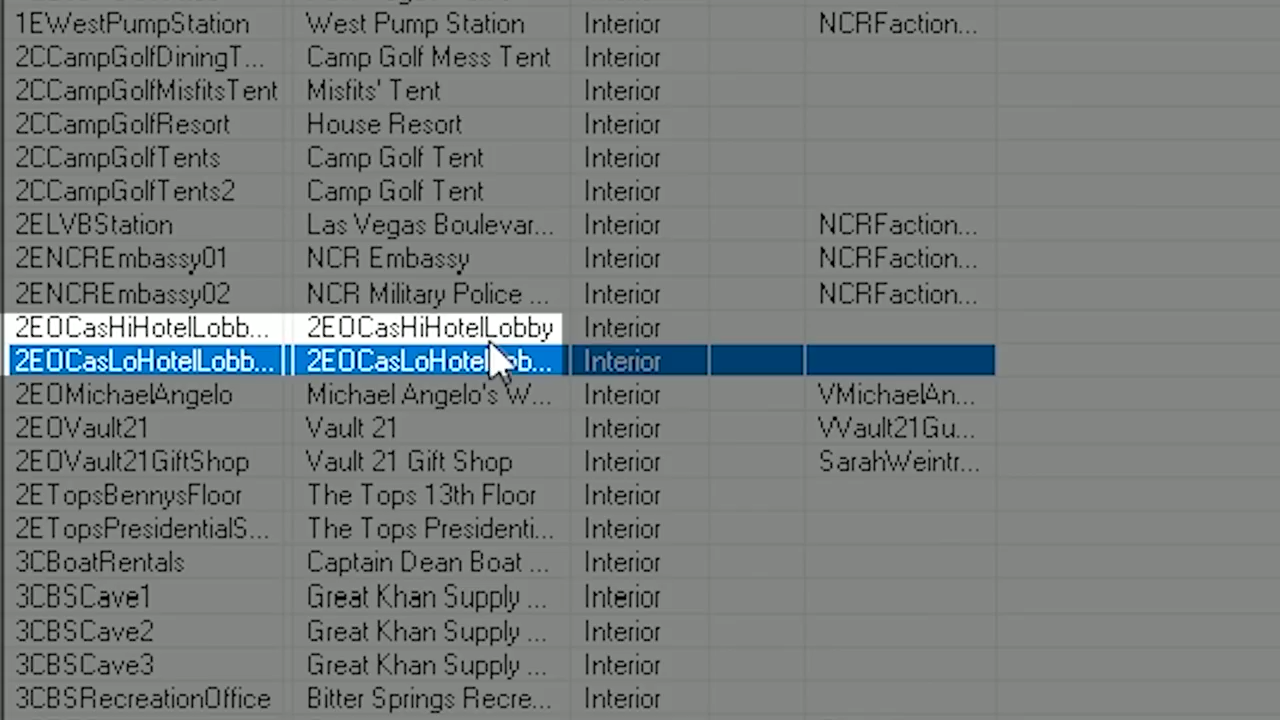 1EWestPumpStation West Pump Station Interior NCRFaction...
2CCampGolfDiningT... Camp Golf Mess Tent Interior
2CCampGolfMisfitsTent Misfits' Tent Interior
2CCampGolfResort House Resort Interior
2CCampGolfTents Camp Golf Tent Interior
2CCampGolfTents2 Camp Golf Tent Interior
2ELVBStation Las Vegas Boulevar... Interior NCRFaction...
2ENCREmbassy01 NCR Embassy Interior NCRFaction...
2ENCREmbassy02 NCR Military Police ... Interior NCRFaction...
2EOCasHiHotelLobb... 2EOCasHiHotelLobby Interior
2EOCasLoHotelLobb... 2EOCasLoHotelLob... Interior
2EOMichaelAngelo Michael Angelo's W... Interior VMichaelAn...
2EOVault21 Vault 21 Interior VVault21Gu...
2EOVault21GiftShop Vault 21 Gift Shop Interior SarahWeintr...
2ETopsBennysFloor The Tops 13th Floor Interior
2ETopsPresidentialS... The Tops Presidenti... Interior
3CBoatRentals Captain Dean Boat ... Interior
3CBSCave1 Great Khan Supply ... Interior
3CBSCave2 Great Khan Supply ... Interior
3CBSCave3 Great Khan Supply ... Interior
3CBSRecreationOffice Bitter Springs Recre... Interior